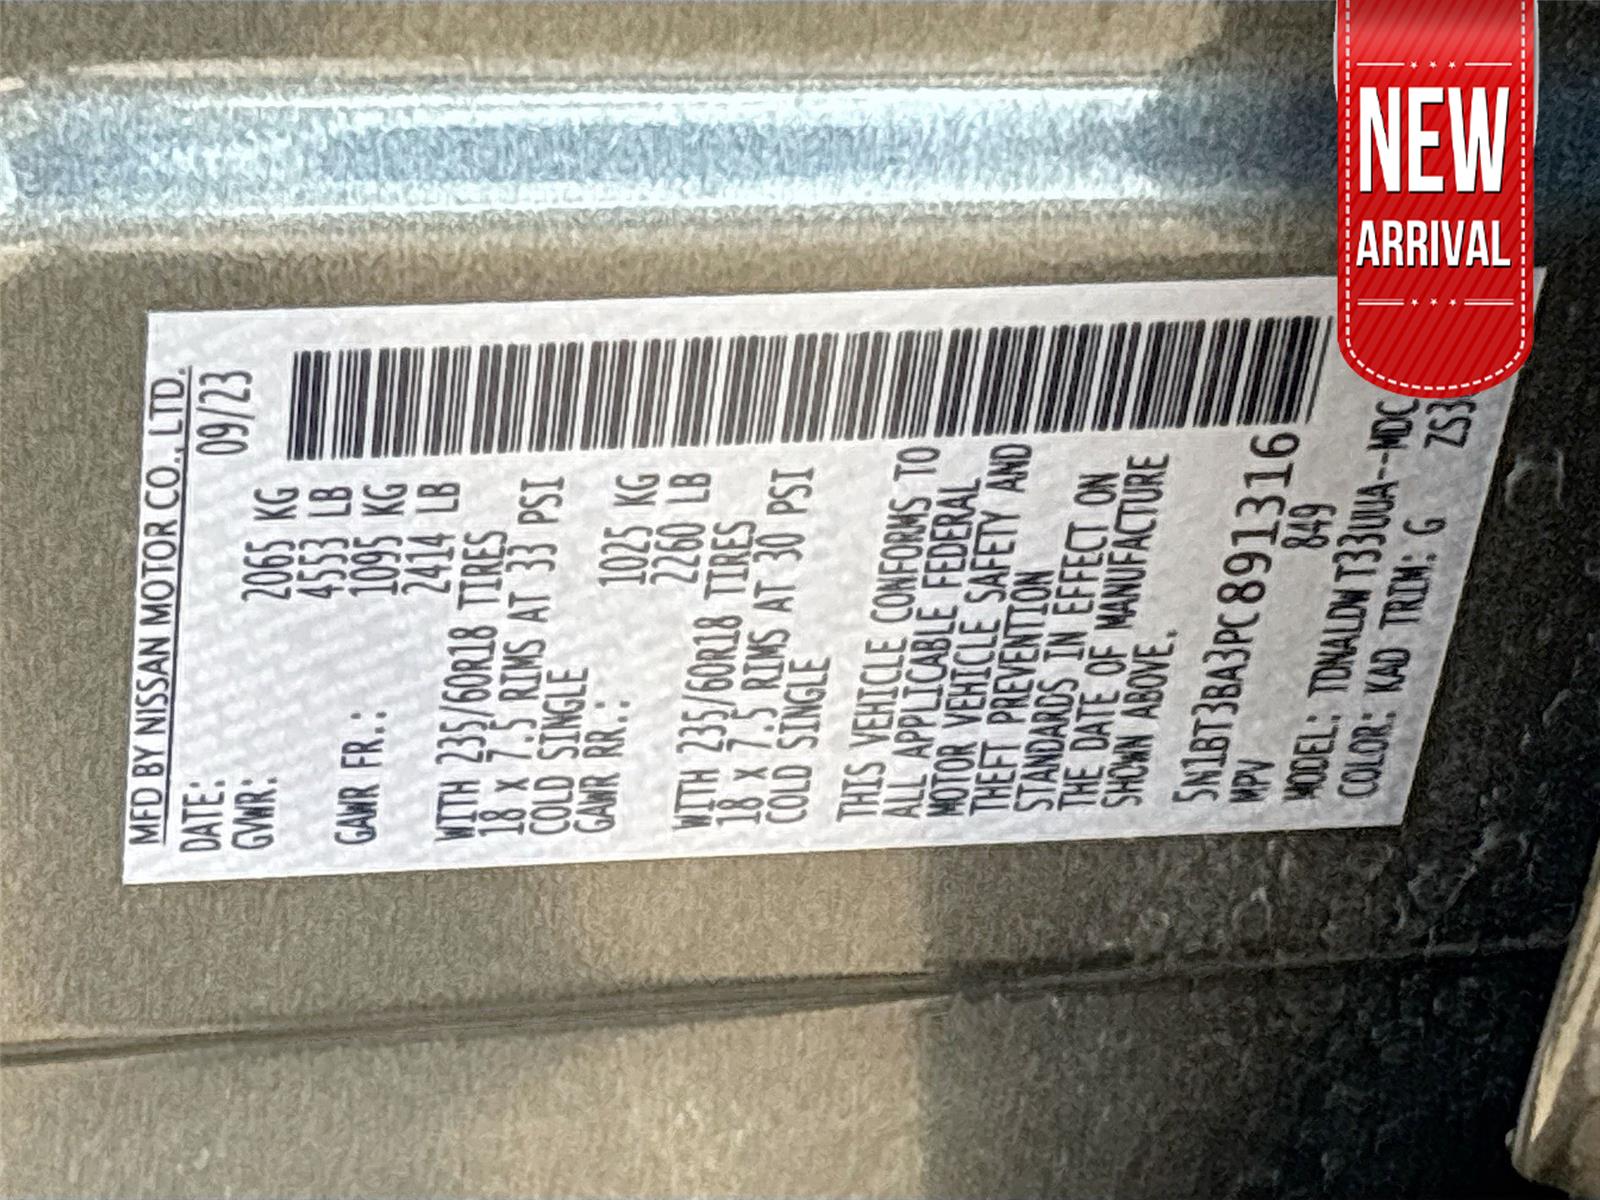 NEW
ARRIVAL
MFD BY NISSAN MOTOR CO., LTD.
DATE: 09/23
GVWR: 2065 KG
4553 LB
GAWR FR.: 1095 KG
2414 LB
WITH 235/60R18 TIRES
18 X 7.5 RIMS AT 33 PSI
COLD SINGLE
GAWR RR.: 1025 KG
2260 LB
WITH 235/60R18 TIRES
18 X 7.5 RIMS AT 30 PSI
COLD SINGLE
THIS VEHICLE CONFORMS TO
ALL APPLICABLE FEDERAL
MOTOR VEHICLE SAFETY AND
THEFT PREVENTION
STANDARDS IN EFFECT ON
THE DATE OF MANUFACTURE
SHOWN ABOVE.
5N1BT3BA3PC891316
MPV 849
MODEL: TDNALDWT33UUA--MDC
COLOR: KAD TRIM: G